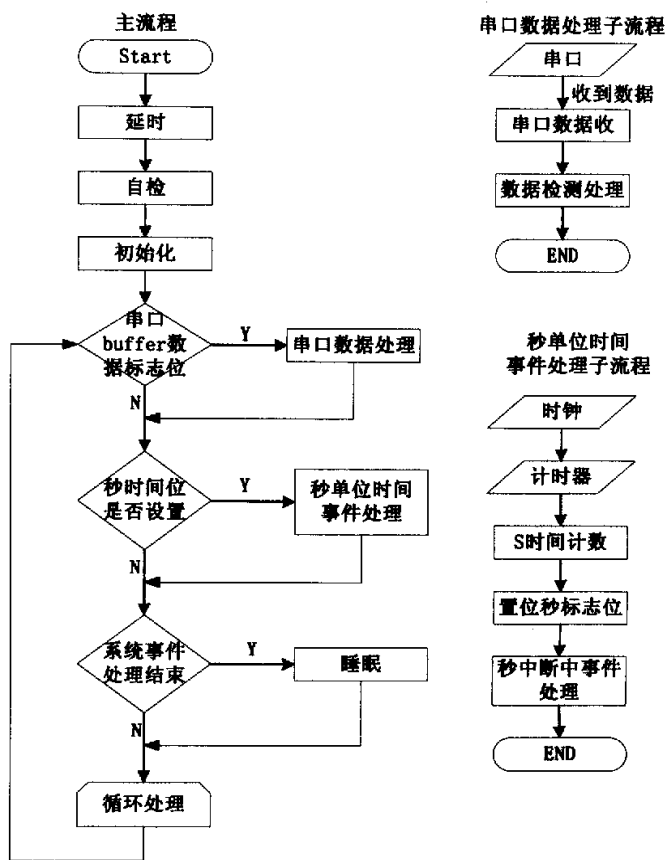 主流程
Start
延时
自检
初始化
串口
buffer数
据标志位
Y
串口数据处理
N
秒时间位
是否设置
Y
秒单位时间
事件处理
N
系统事件
处理结束
Y
睡眠
N
循环处理
串口数据处理子流程
串口
收到数据
串口数据收
数据检测处理
END
秒单位时间
事件处理子流程
时钟
计时器
S时间计数
置位秒标志位
秒中断中事件
处理
END